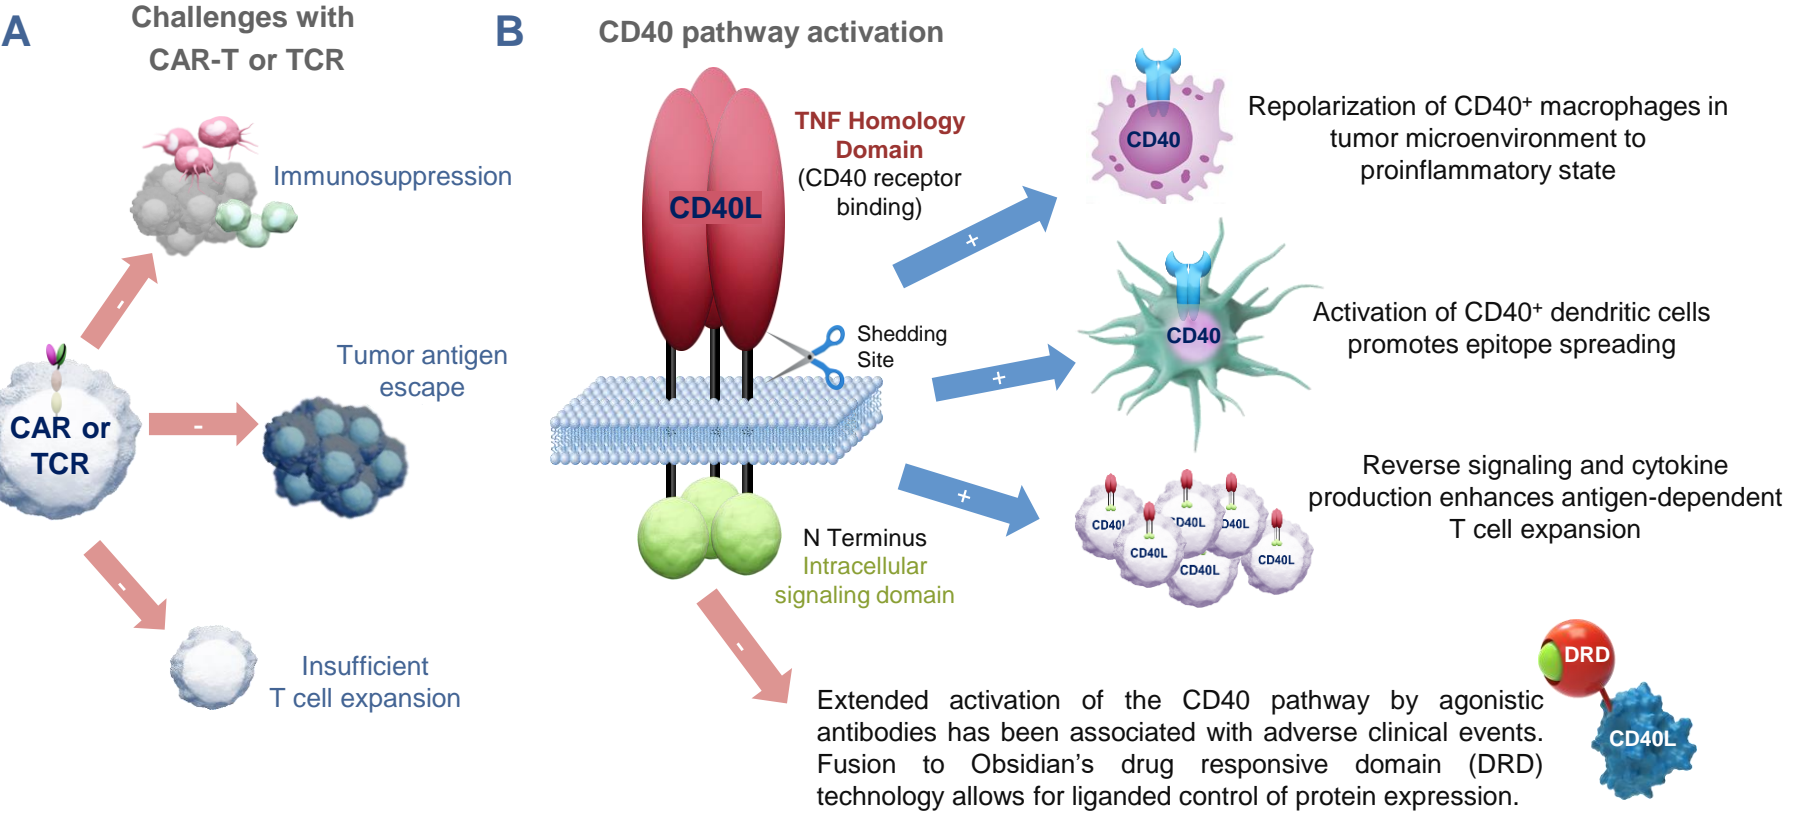 A
Challenges with
CAR-T or TCR
Immunosuppression
-
Tumor antigen
escape
CAR or
TCR
-
-
Insufficient
T cell expansion
B
CD40 pathway activation
TNF Homology
Domain
(CD40 receptor
binding)
CD40L
Shedding
Site
N Terminus
Intracellular
signaling domain
+
CD40
Repolarization of CD40+ macrophages in
tumor microenvironment to
proinflammatory state
+
CD40
Activation of CD40+ dendritic cells
promotes epitope spreading
+
CD40L
CD40L
CD40L
CD40L
CD40L
CD40L
Reverse signaling and cytokine
production enhances antigen-dependent
T cell expansion
-
Extended activation of the CD40 pathway by agonistic
antibodies has been associated with adverse clinical events.
Fusion to Obsidian's drug responsive domain (DRD)
technology allows for liganded control of protein expression.
DRD
CD40L